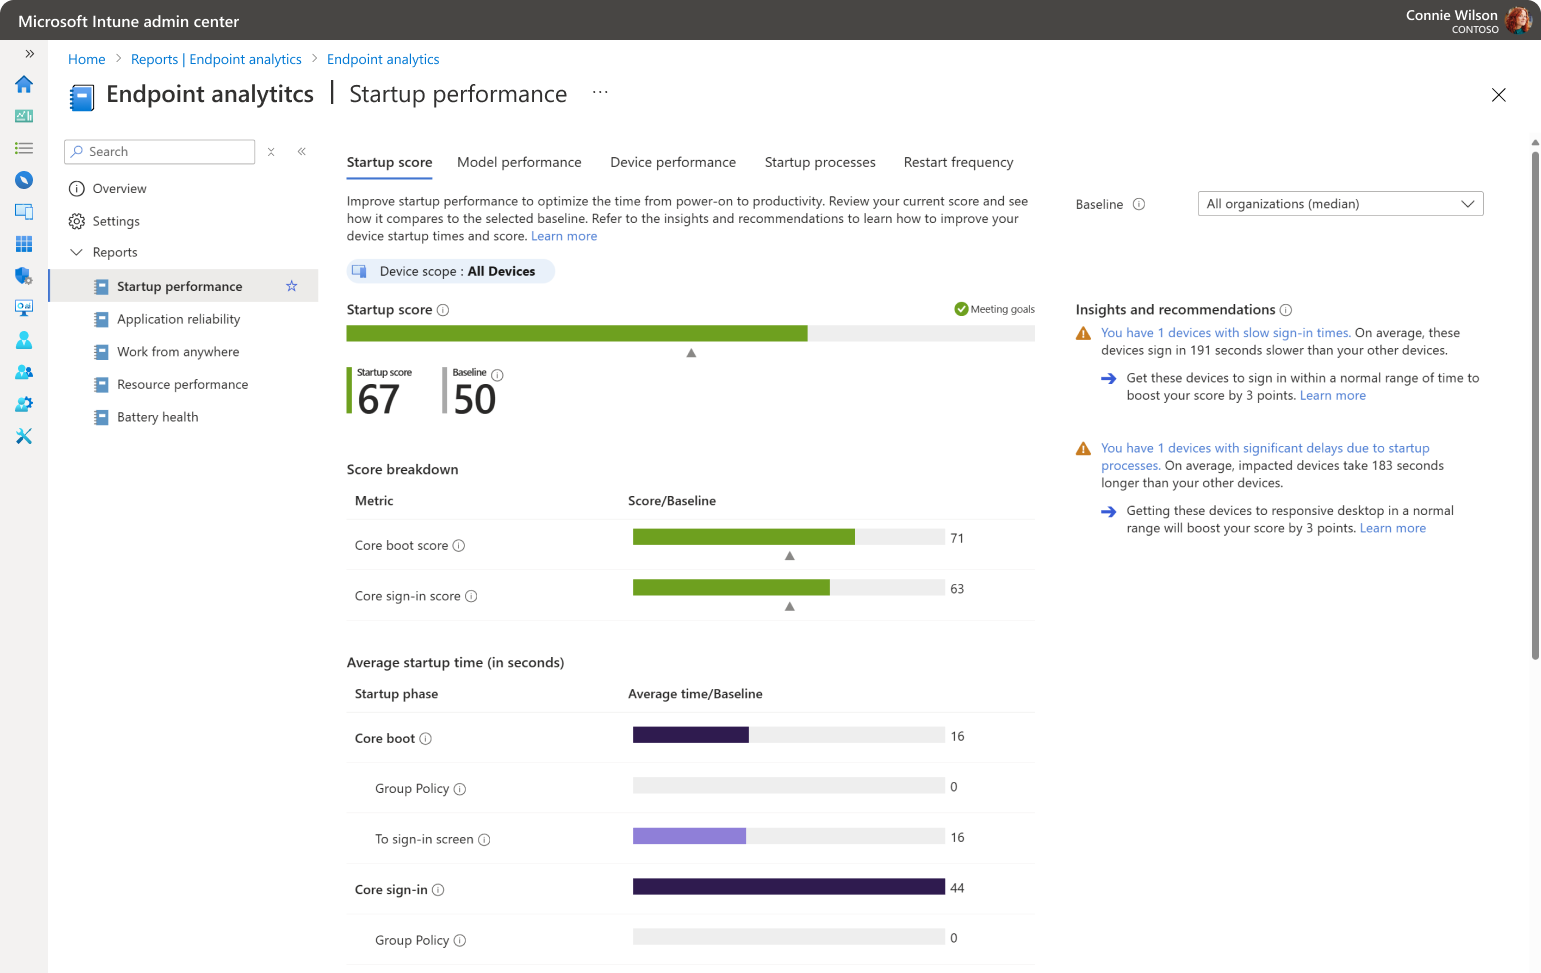 Microsoft Intune admin center
Connie Wilson
CONTOSO
Home > Reports | Endpoint analytics > Endpoint analytics
Endpoint analytitcs | Startup performance ...
Search
Overview
Settings
Reports
Startup performance
Application reliability
Work from anywhere
Resource performance
Battery health
Startup score Model performance Device performance Startup processes Restart frequency
Improve startup performance to optimize the time from power-on to productivity. Review your current score and see
how it compares to the selected baseline. Refer to the insights and recommendations to learn how to improve your
device startup times and score. Learn more
Baseline All organizations (median)
Device scope : All Devices
Startup score
Meeting goals
Startup score
67
Baseline
50
Score breakdown
Metric Score/Baseline
Core boot score 71
Core sign-in score 63
Average startup time (in seconds)
Startup phase Average time/Baseline
Core boot 16
Group Policy 0
To sign-in screen 16
Core sign-in 44
Group Policy 0
Insights and recommendations
You have 1 devices with slow sign-in times. On average, these
devices sign in 191 seconds slower than your other devices.
Get these devices to sign in within a normal range of time to
boost your score by 3 points. Learn more
You have 1 devices with significant delays due to startup
processes. On average, impacted devices take 183 seconds
longer than your other devices.
Getting these devices to responsive desktop in a normal
range will boost your score by 3 points. Learn more